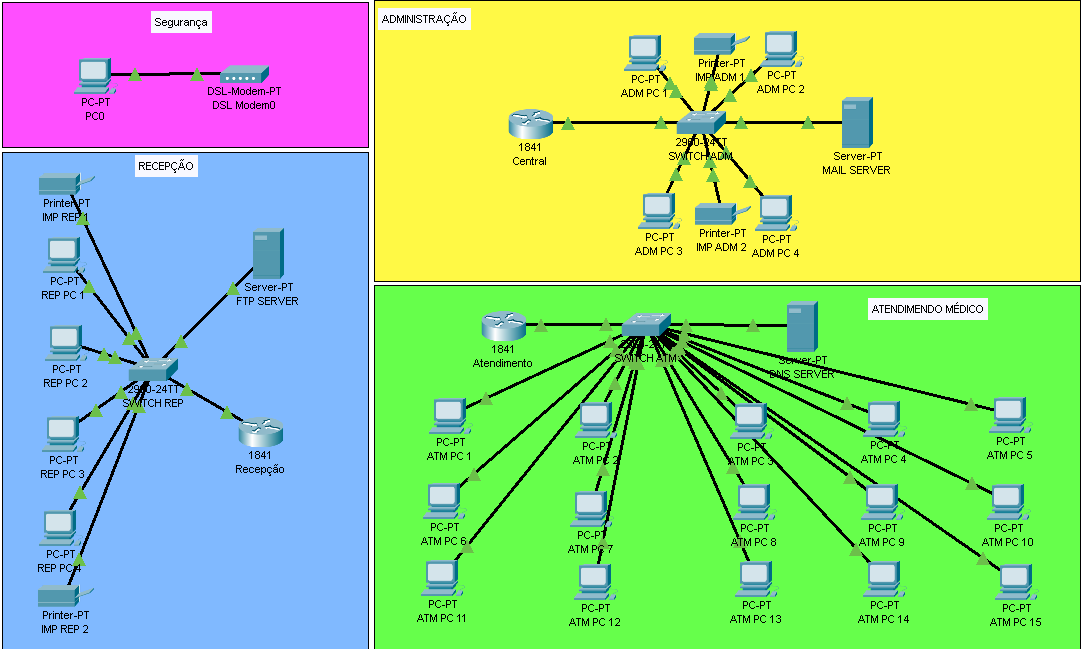 Segurança
PC-PT
PC0
DSL-Modem-PT
DSL Modem0
ADMINISTRAÇÃO
PC-PT
ADM PC 1
Printer-PT
IMP ADM 1
PC-PT
ADM PC 2
1841
Central
2960-24TT
SWITCH ADM
Server-PT
MAIL SERVER
PC-PT
ADM PC 3
Printer-PT
IMP ADM 2
PC-PT
ADM PC 4
RECEPÇÃO
Printer-PT
IMP REP 1
PC-PT
REP PC 1
Server-PT
FTP SERVER
PC-PT
REP PC 2
2960-24TT
SWITCH REP
PC-PT
REP PC 3
1841
Recepção
PC-PT
REP PC 4
Printer-PT
IMP REP 2
ATENDIMENDO MÉDICO
1841
Atendimento
SWITCH ATM
Server-PT
DNS SERVER
PC-PT
ATM PC 1
PC-PT
ATM PC 2
PC-PT
ATM PC 3
PC-PT
ATM PC 4
PC-PT
ATM PC 5
PC-PT
ATM PC 6
PC-PT
ATM PC 7
PC-PT
ATM PC 8
PC-PT
ATM PC 9
PC-PT
ATM PC 10
PC-PT
ATM PC 11
PC-PT
ATM PC 12
PC-PT
ATM PC 13
PC-PT
ATM PC 14
PC-PT
ATM PC 15